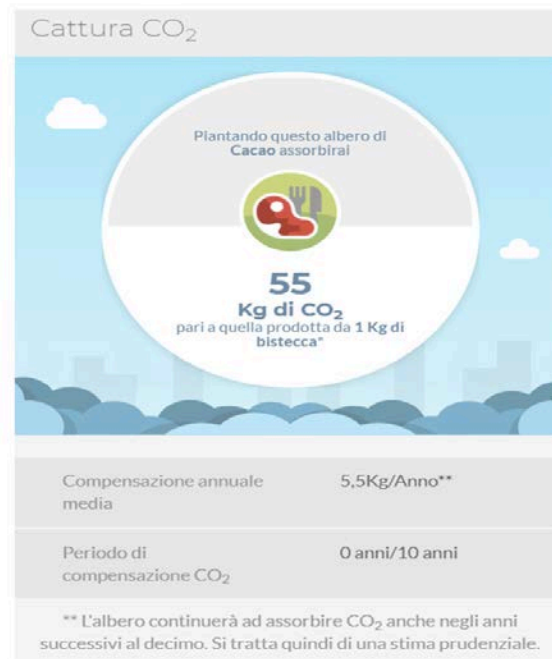 Cattura CO₂
Piantando questo albero di
Cacao assorbirai
55
Kg di CO₂
pari a quella prodotta da 1 Kg di
bistecca*
Compensazione annuale
media
5,5Kg/Anno**
Periodo di
compensazione CO₂
0 anni/10 anni
** L'albero continuerà ad assorbire CO₂ anche negli anni
successivi al decimo. Si tratta quindi di una stima prudenziale.